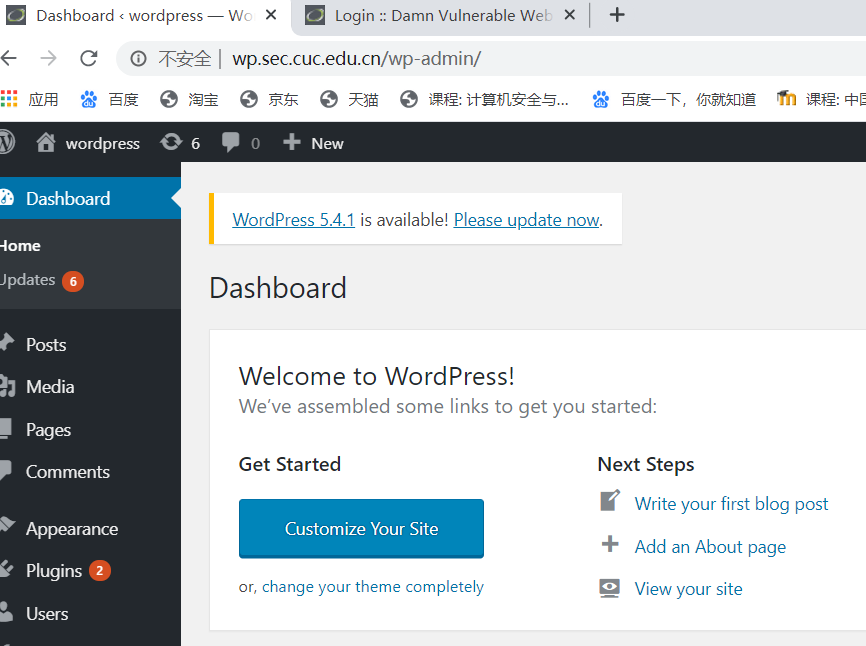 Dashboard ‹ wordpress — Wo
Login :: Damn Vulnerable Web
不安全 | wp.sec.cuc.edu.cn/wp-admin/
应用 百度 淘宝 京东 天猫 课程: 计算机安全与... 百度一下，你就知道 课程: 中国
wordpress 6 0 New
Dashboard
Home
Updates 6
Posts
Media
Pages
Comments
Appearance
Plugins 2
Users
WordPress 5.4.1 is available! Please update now.
Dashboard
Welcome to WordPress!
We’ve assembled some links to get you started:
Get Started
Customize Your Site
or, change your theme completely
Next Steps
Write your first blog post
Add an About page
View your site